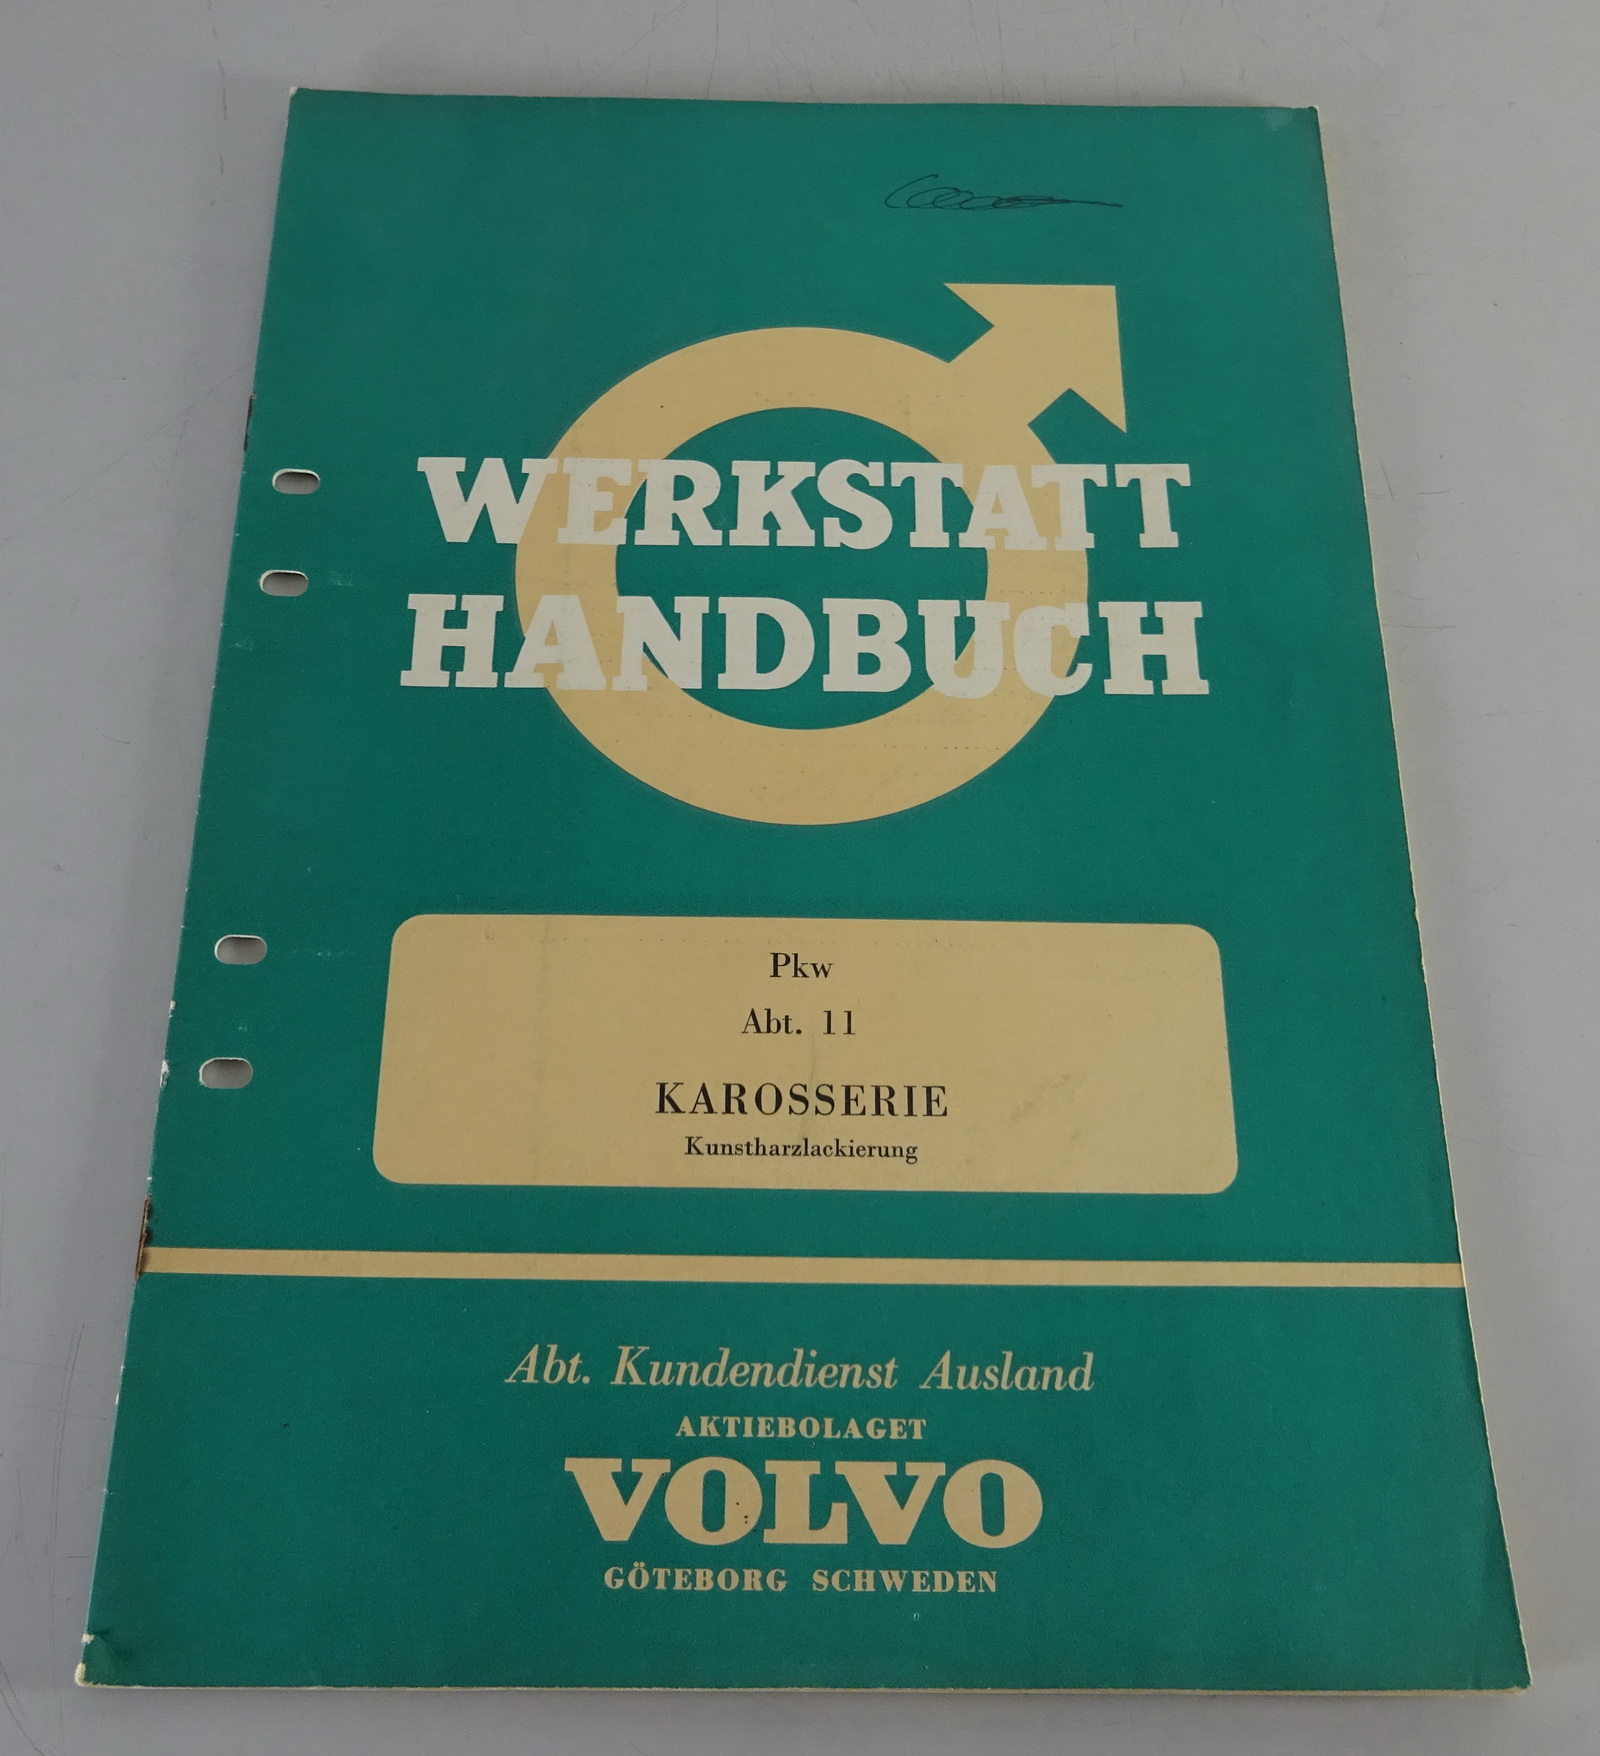 WERKSTATT
HANDBUCH
Pkw
Abt. 11
KAROSSERIE
Kunstharzlackierung
Abt. Kundendienst Ausland
AKTIEBOLAGET
VOLVO
GÖTEBORG SCHWEDEN